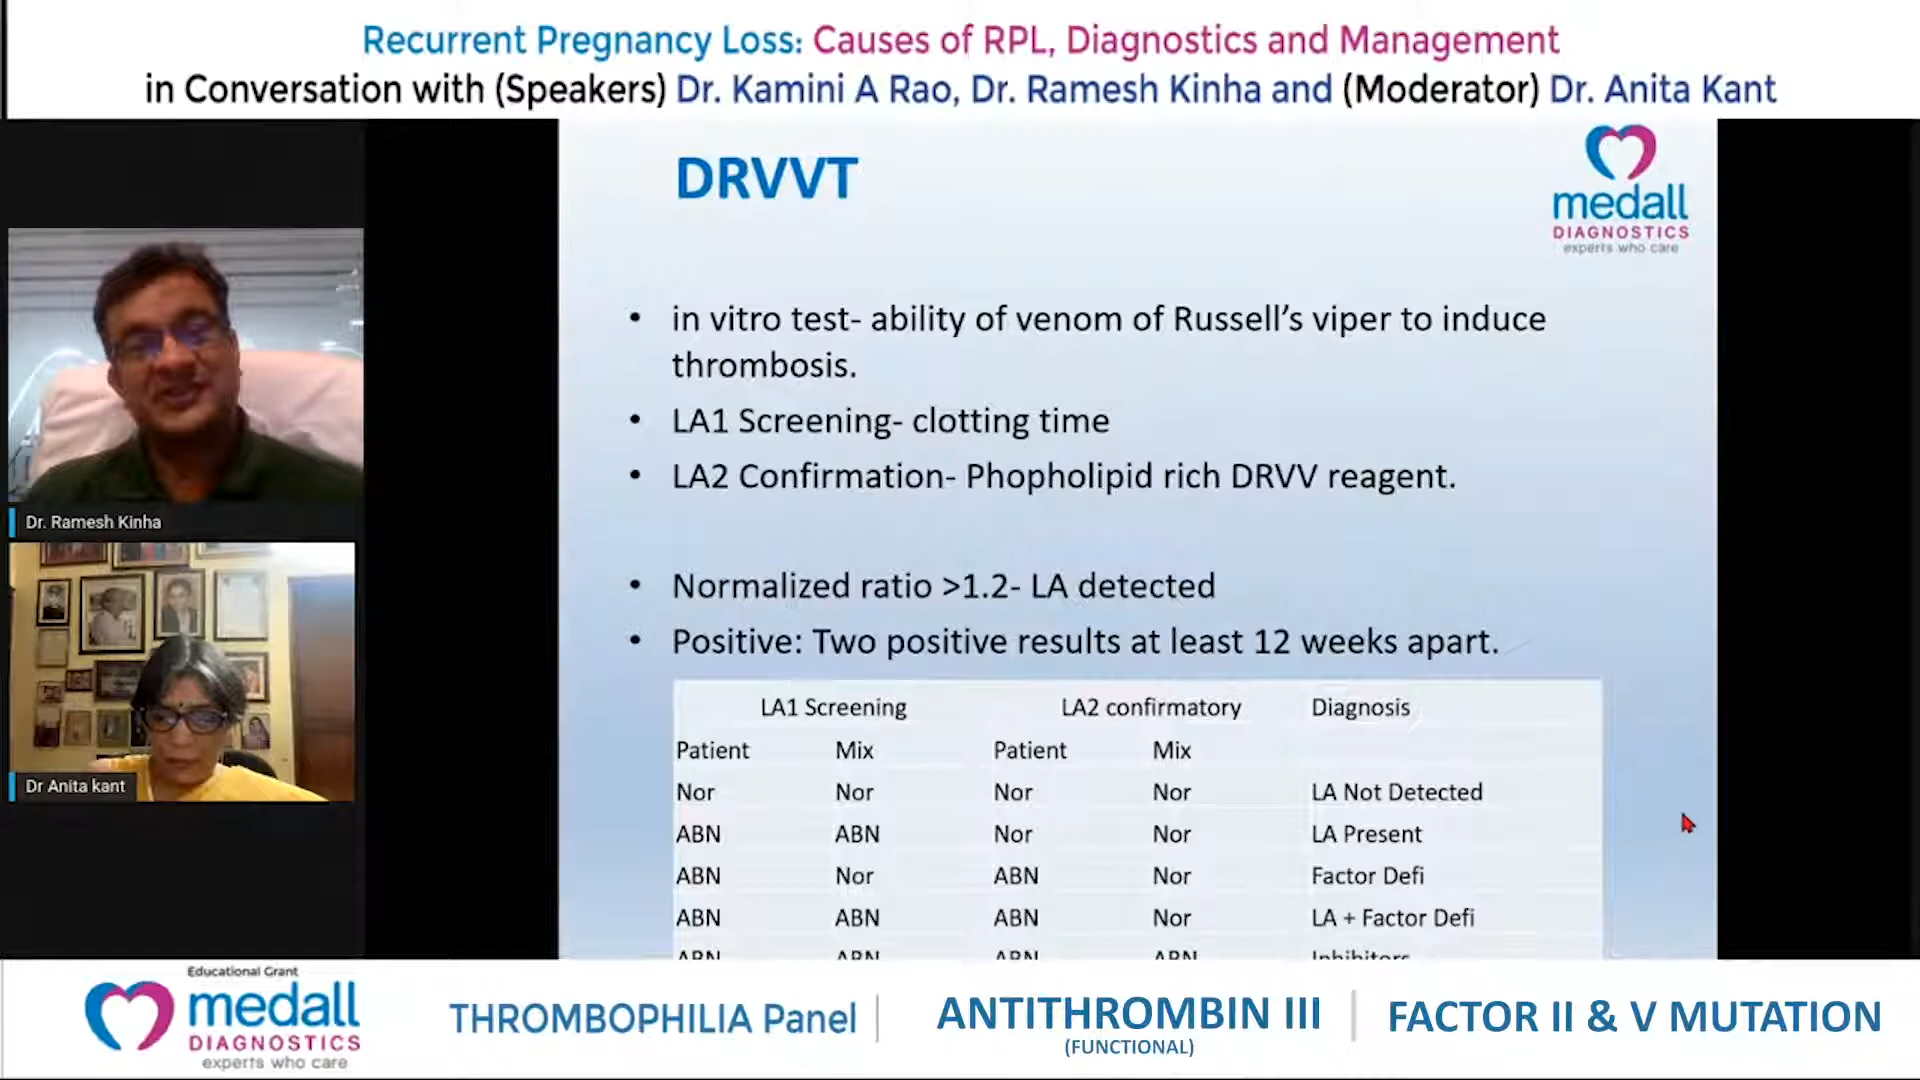 Recurrent Pregnancy Loss: Causes of RPL, Diagnostics and Management
in Conversation with (Speakers) Dr. Kamini A Rao, Dr. Ramesh Kinha and (Moderator) Dr. Anita Kant
DRVVT
medall
DIAGNOSTICS
experts who care
• in vitro test- ability of venom of Russell’s viper to induce
thrombosis.
• LA1 Screening- clotting time
• LA2 Confirmation- Phopholipid rich DRVV reagent.
• Normalized ratio >1.2- LA detected
• Positive: Two positive results at least 12 weeks apart.
LA1 Screening LA2 confirmatory Diagnosis
Patient Mix Patient Mix
Nor Nor Nor Nor LA Not Detected
ABN ABN Nor Nor LA Present
ABN Nor ABN Nor Factor Defi
ABN ABN ABN Nor LA + Factor Defi
ABN ABN ABN ABN Inhibitors
Dr. Ramesh Kinha
Dr Anita kant
Educational Grant
medall
DIAGNOSTICS
experts who care
THROMBOPHILIA Panel | ANTITHROMBIN III | FACTOR II & V MUTATION
(FUNCTIONAL)